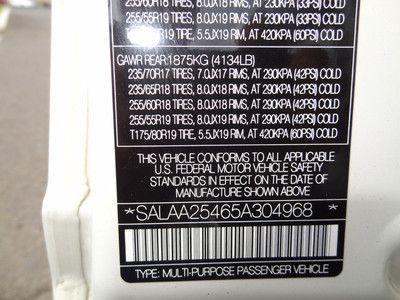 255/60R18 TIRES, 8.0JX18 RIMS, AT 230KPA (33PSI) COLD
255/55R19 TIRES, 8.0JX19 RIMS, AT 230KPA (33PSI) COLD
T175/80R19 TIRE, 5.5JX19 RIM, AT 420KPA (60PSI) COLD
GAWR REAR: 1875KG (4134LB)
235/70R17 TIRES, 7.0JX17 RIMS, AT 290KPA (42PSI) COLD
235/65R18 TIRES, 8.0JX18 RIMS, AT 290KPA (42PSI) COLD
255/60R18 TIRES, 8.0JX18 RIMS, AT 290KPA (42PSI) COLD
255/55R19 TIRES, 8.0JX19 RIMS, AT 290KPA (42PSI) COLD
T175/80R19 TIRE, 5.5JX19 RIM, AT 420KPA (60PSI) COLD
THIS VEHICLE CONFORMS TO ALL APPLICABLE
U.S. FEDERAL MOTOR VEHICLE SAFETY
STANDARDS IN EFFECT ON THE DATE OF
MANUFACTURE SHOWN ABOVE.
*SALAA25465A304968*
TYPE: MULTI-PURPOSE PASSENGER VEHICLE